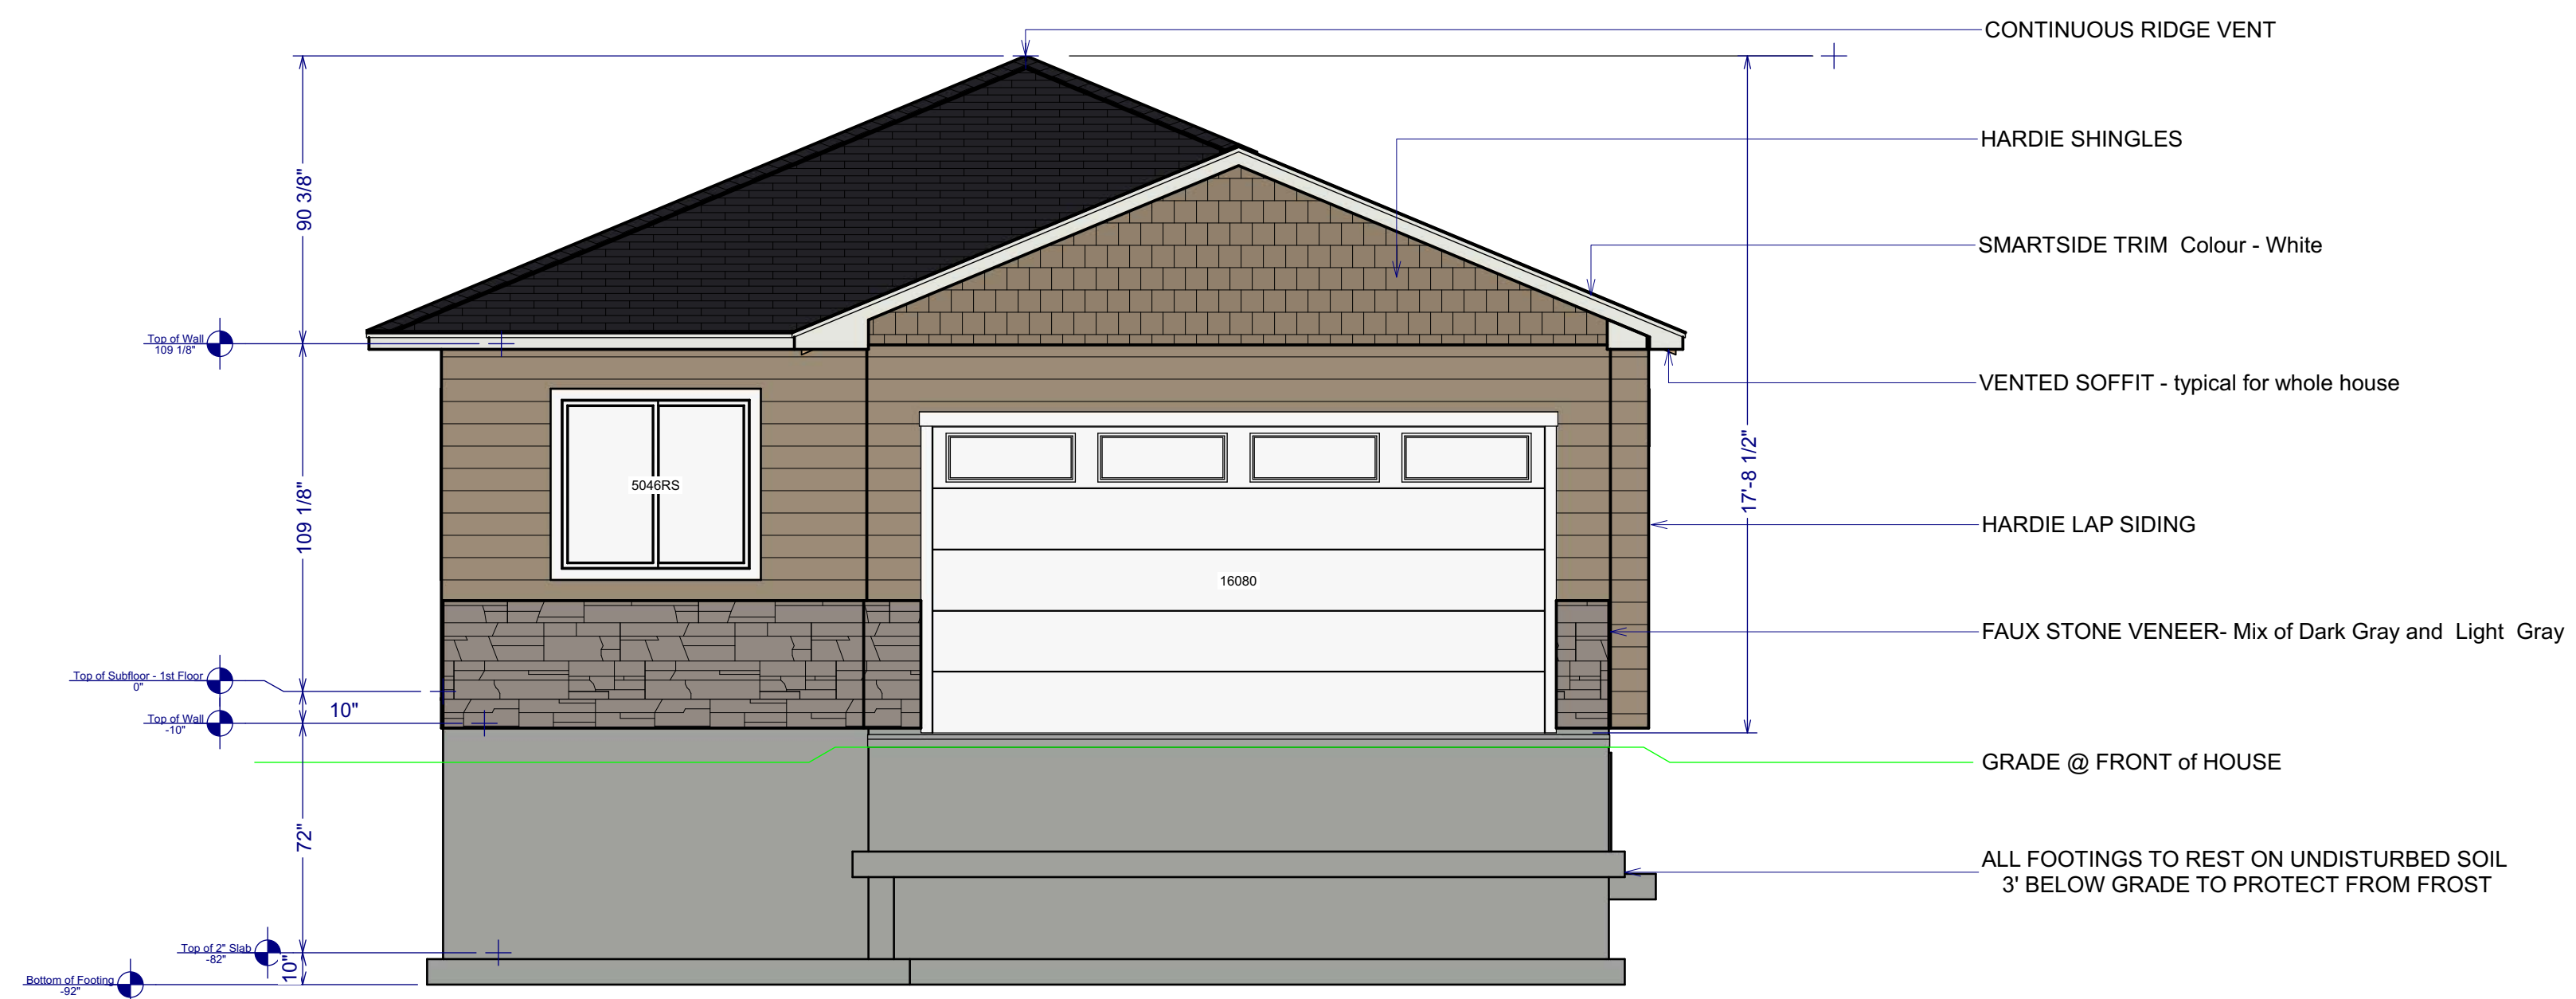 CONTINUOUS RIDGE VENT
HARDIE SHINGLES
90 3/8"
SMARTSIDE TRIM  Colour - White
Top of Wall
109 1/8"
VENTED SOFFIT - typical for whole house
17'-8 1/2"
5046RS
109 1/8"
HARDIE LAP SIDING
16080
FAUX STONE VENEER- Mix of Dark Gray and  Light  Gray
Top of Subfloor - 1st Floor
0"
10"
Top of Wall
-10"
GRADE @ FRONT of HOUSE
72"
ALL FOOTINGS TO REST ON UNDISTURBED SOIL
3' BELOW GRADE TO PROTECT FROM FROST
Top of 2" Slab
-82"
10"
Bottom of Footing
-92"